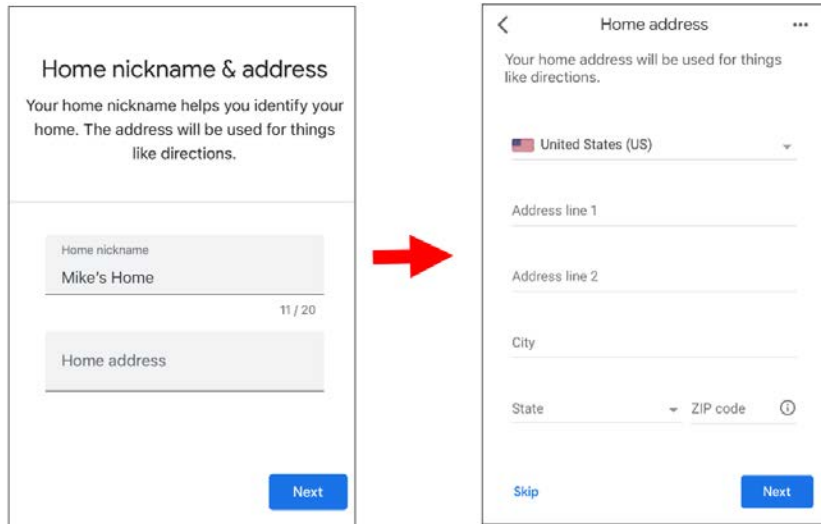 Home nickname & address
Your home nickname helps you identify your
home. The address will be used for things
like directions.
Home nickname
Mike's Home
11 / 20
Home address
Next
Home address
Your home address will be used for things
like directions.
United States (US)
Address line 1
Address line 2
City
State
ZIP code
Skip
Next